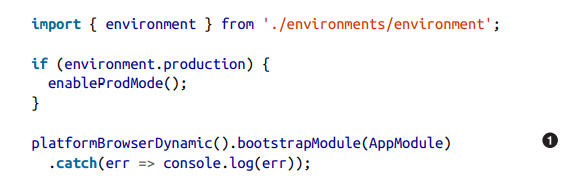 import { environment } from './environments/environment';
if (environment.production) {
enableProdMode();
}
platformBrowserDynamic().bootstrapModule(AppModule) 1
.catch(err => console.log(err));